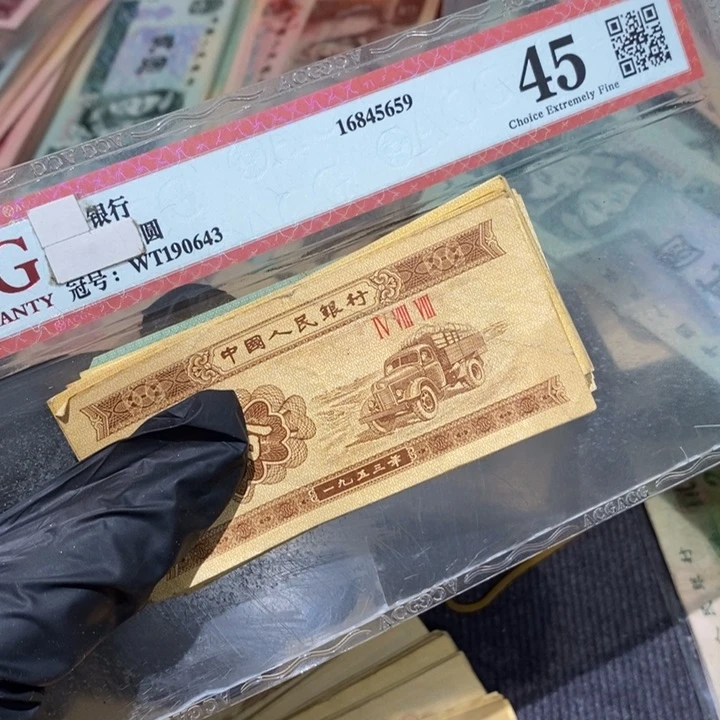 45
Choice Extremely Fine
16845659
银行
圆
冠号：WT190643
G
ANTY
中國人民銀行
IV VIII VIII
一九五三年
ACGACG